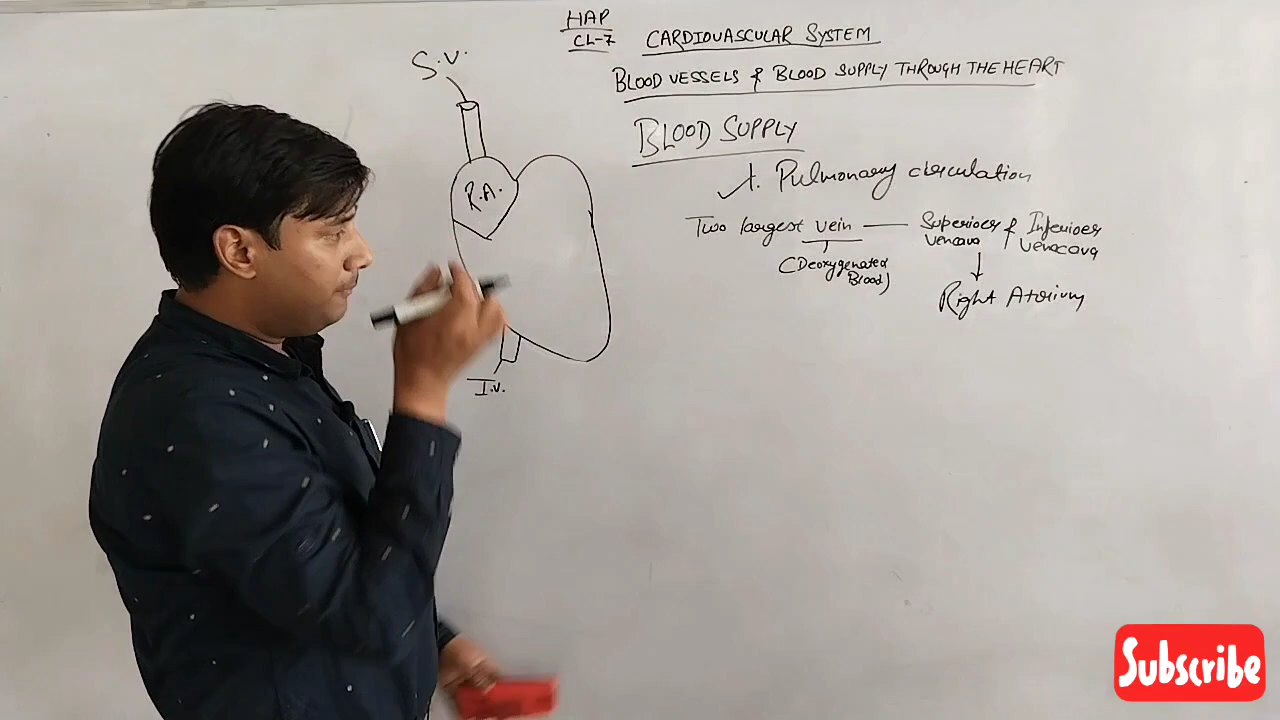 HAP
CL-7
CARDIOVASCULAR SYSTEM
BLOOD VESSELS & BLOOD SUPPLY THROUGH THE HEART
BLOOD SUPPLY
1. Pulmonary circulation
Two largest vein — Superior & Inferior
vencava venacava
(Deoxygenated
Blood)
Right Atrium
S.V.
R.A.
I.V.
Subscribe